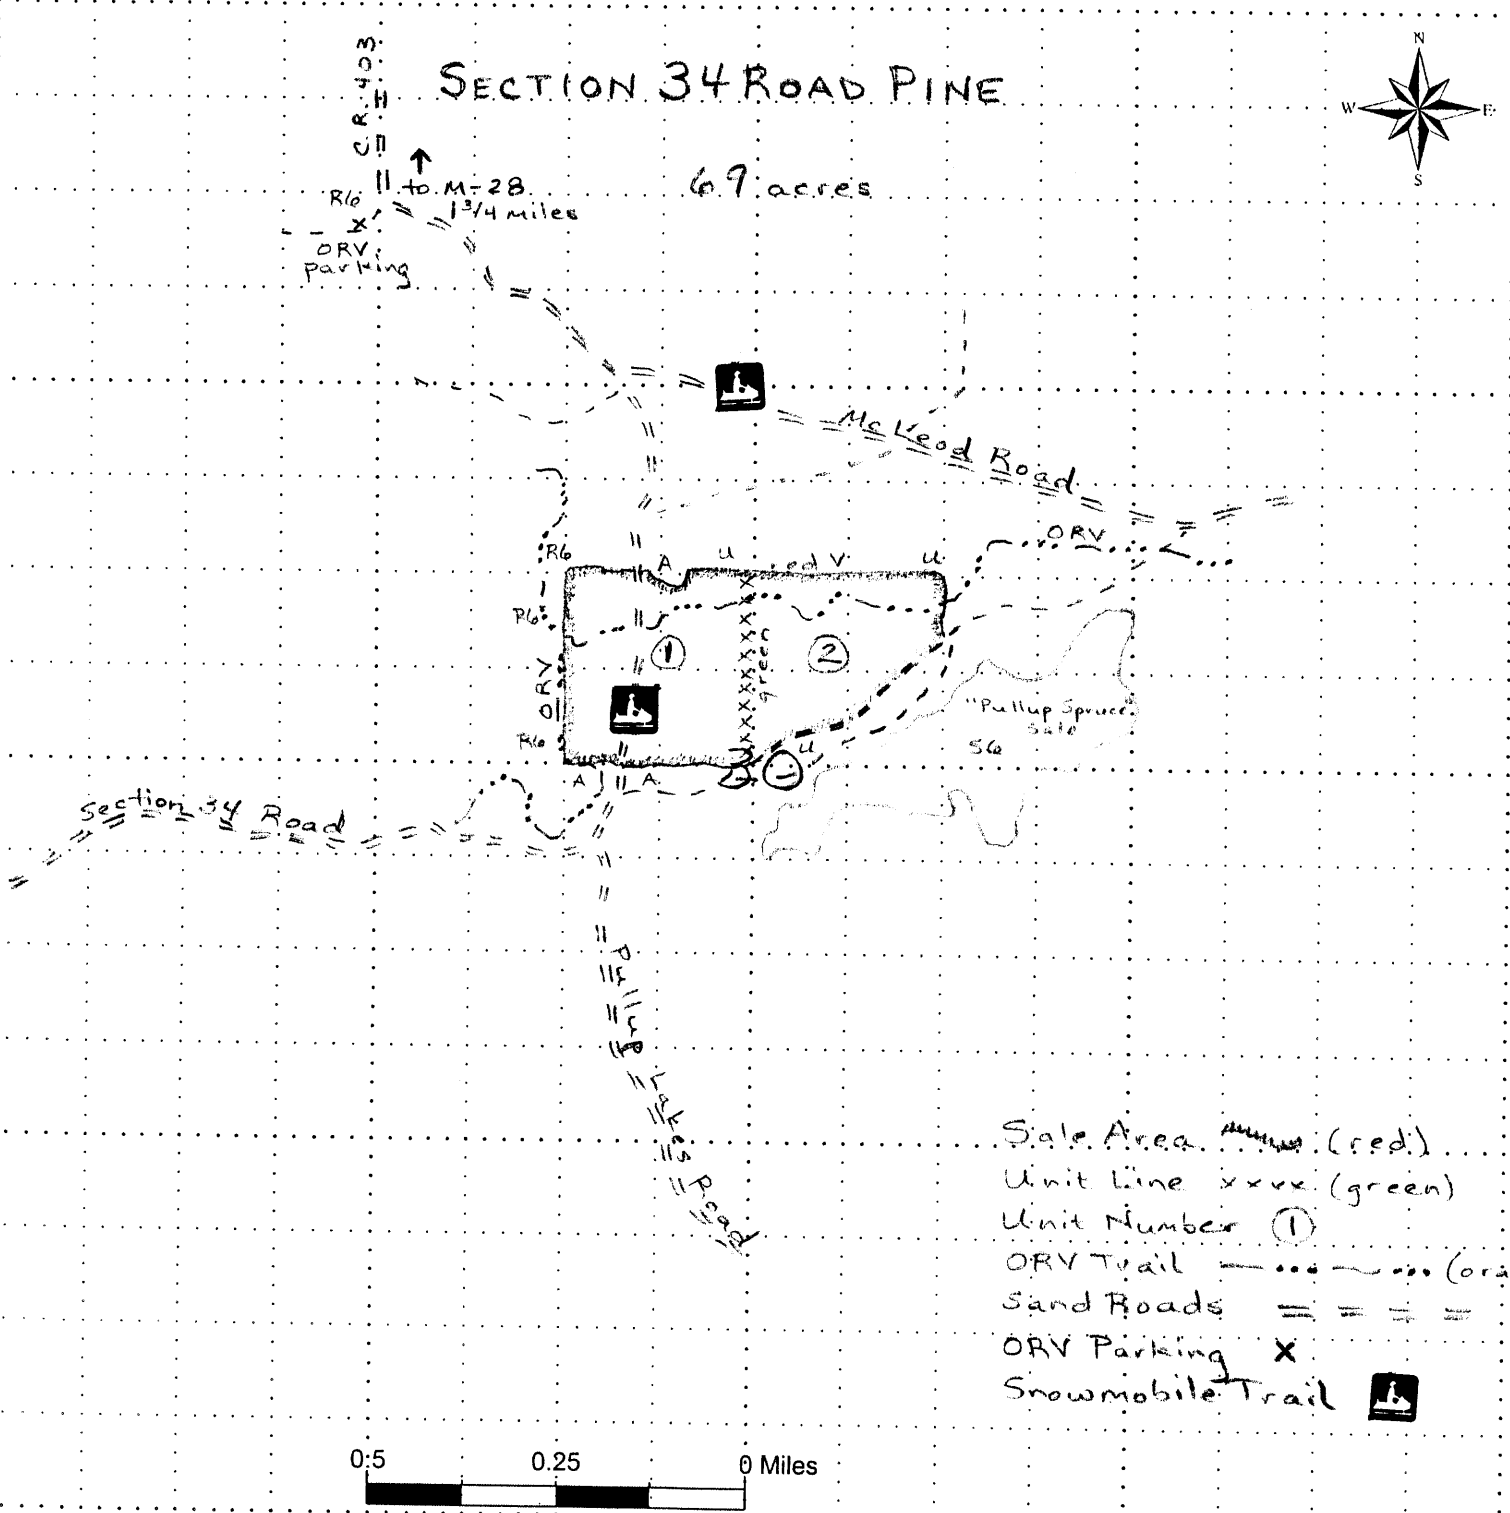 C.R. 403
SECTION 34 ROAD PINE
N
W
E
S
to M-28
1 3/4 miles
69 acres
R6
x
ORV
parking
McLeod Road
ORV
R6
A
U
red
U
R6
1
2
green
ORV
"Pullup Spruce"
Sale
R6
U
S6
A
A
Section 34 Road
Pullup Lakes Road
Sale Area (red)
Unit Line xxxx (green)
Unit Number 1
ORV Trail (ora
Sand Roads
ORV Parking x
Snowmobile Trail
0.5
0.25
0 Miles